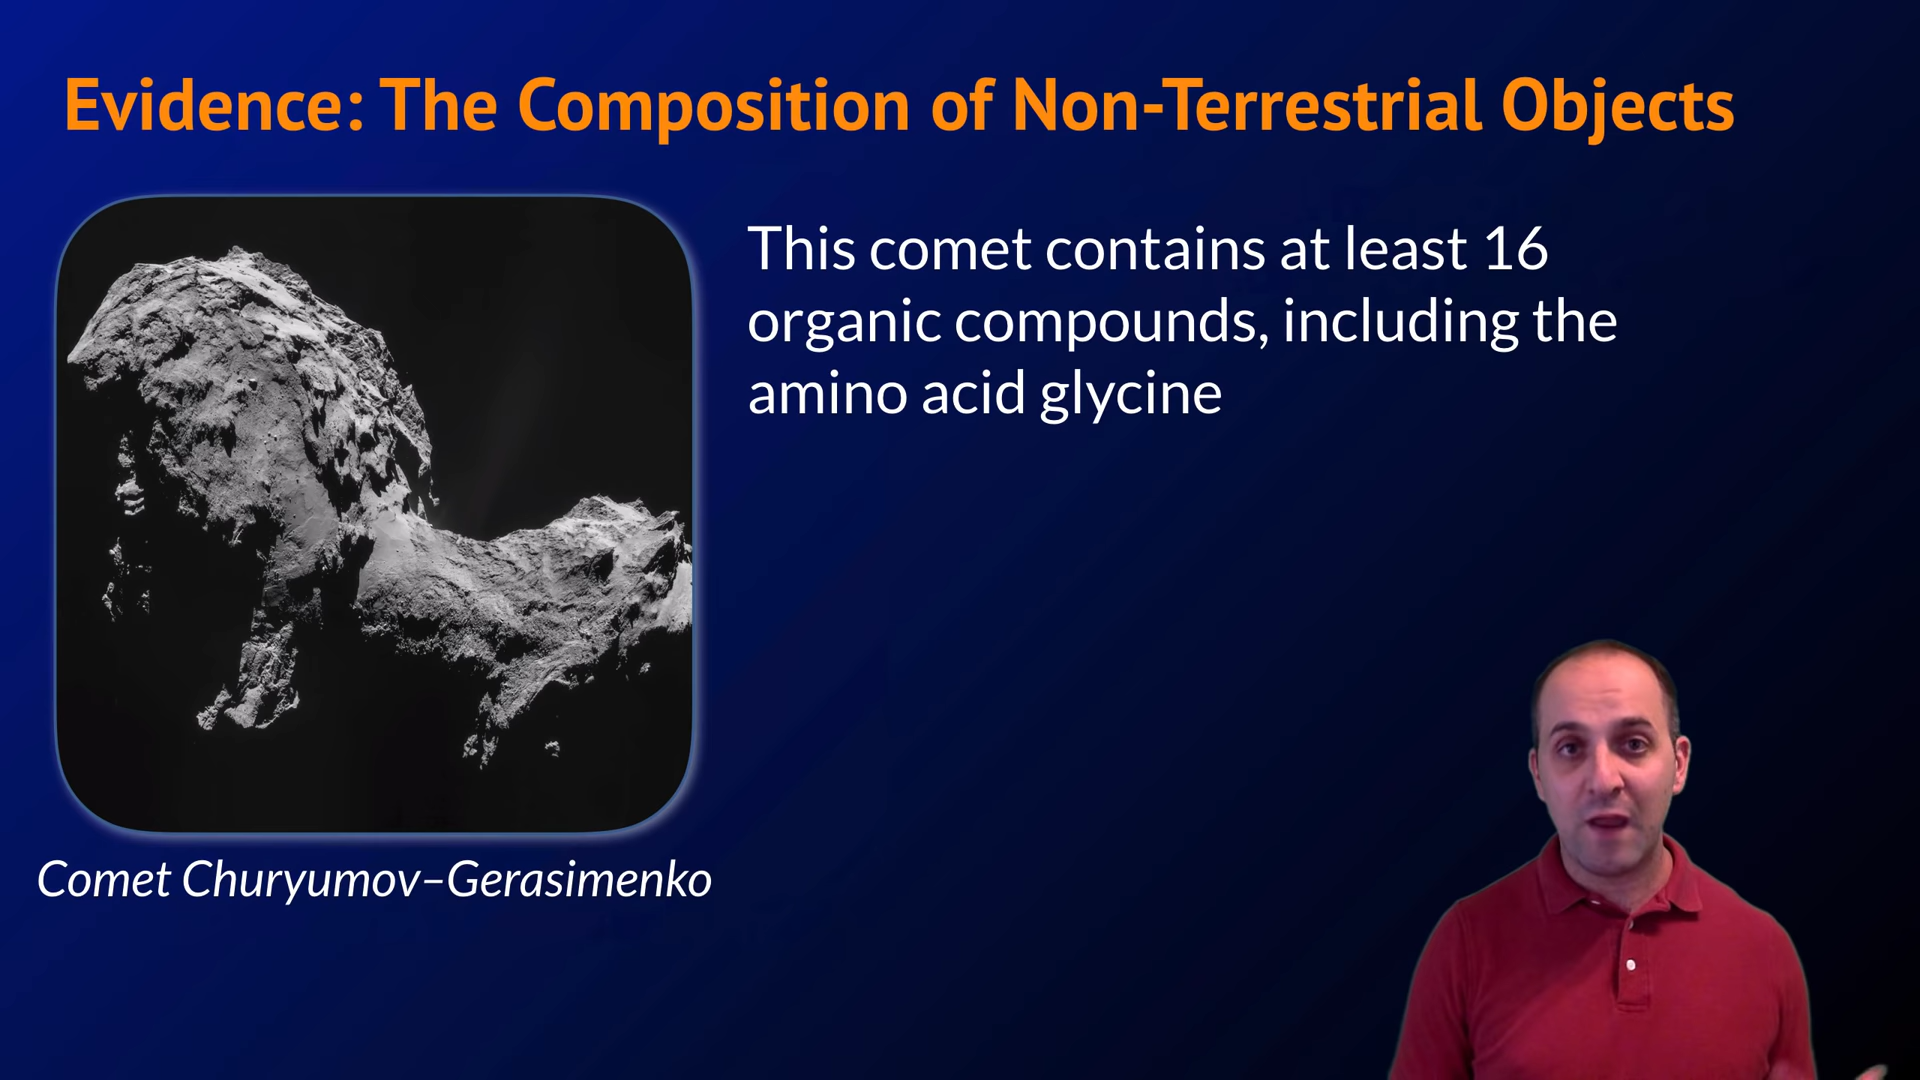 Evidence: The Composition of Non-Terrestrial Objects
This comet contains at least 16
organic compounds, including the
amino acid glycine
Comet Churyumov–Gerasimenko